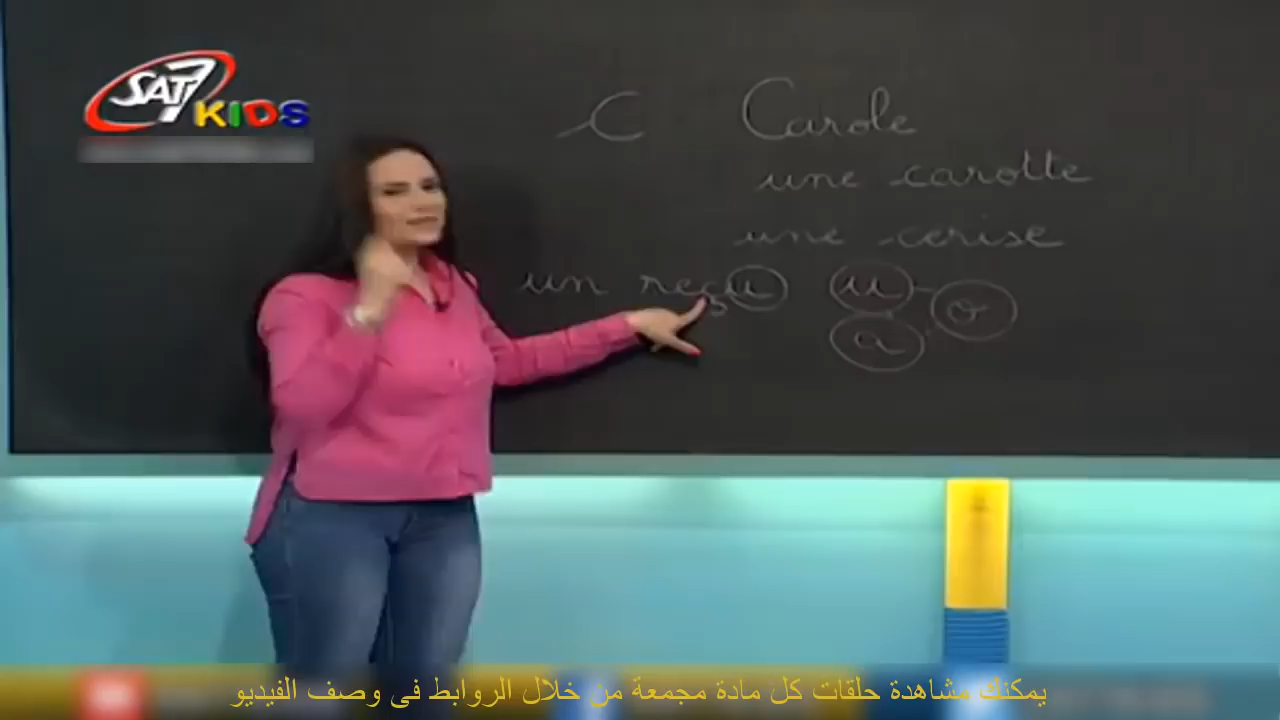 SAT7 KIDS
C Carole
une carotte
une cerise
un reçu u o
a
يمكنك مشاهدة حلقات كل مادة مجمعة من خلال الروابط فى وصف الفيديو